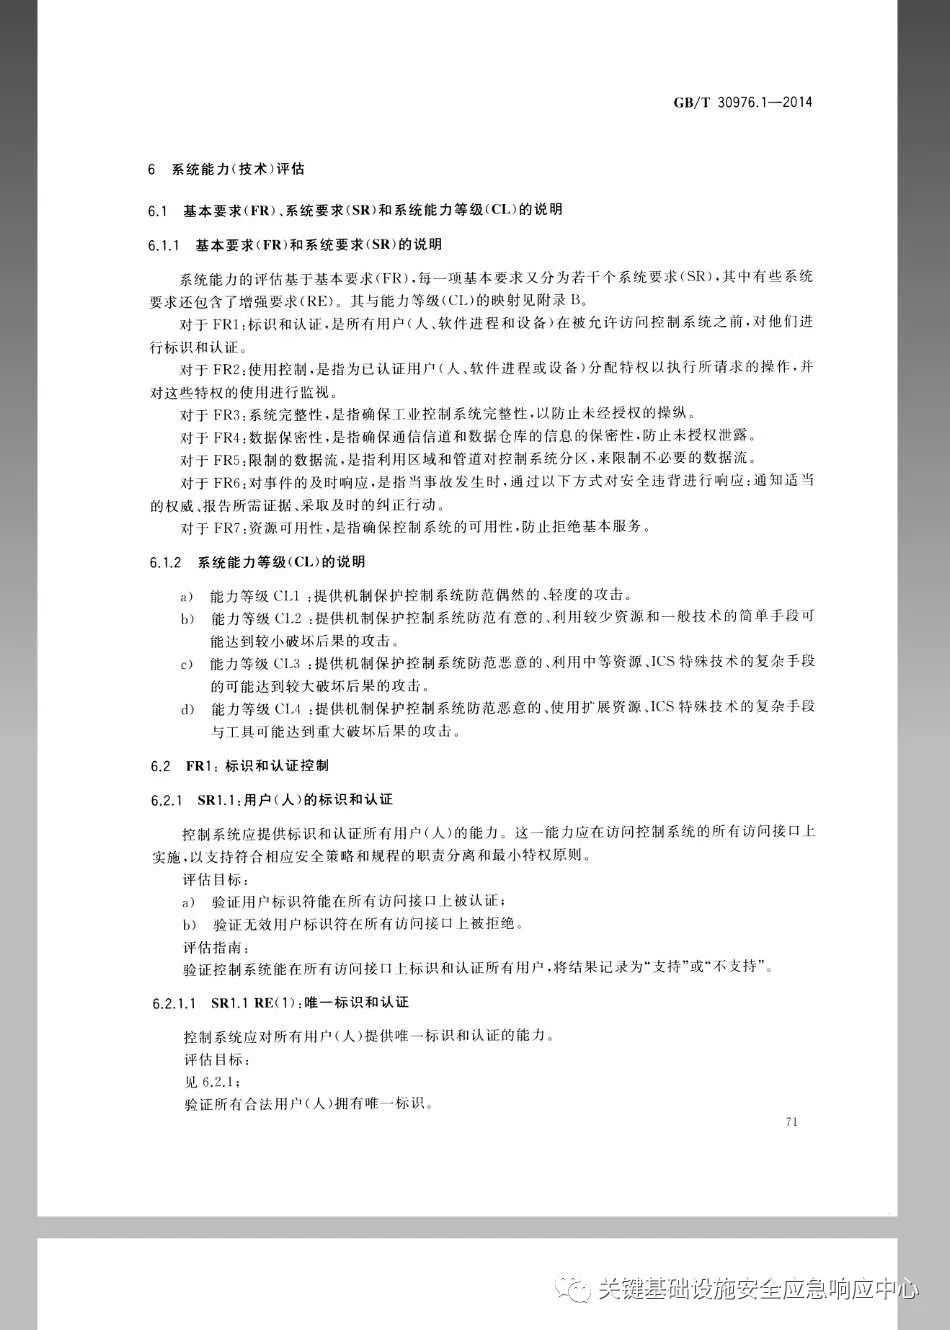 GB/T 30976.1—2014
6 系统能力(技术)评估
6.1 基本要求(FR)、系统要求(SR)和系统能力等级(CL)的说明
6.1.1 基本要求(FR)和系统要求(SR)的说明
系统能力的评估基于基本要求(FR),每一项基本要求又分为若干个系统要求(SR),其中有些系统
要求还包含了增强要求(RE)。其与能力等级(CL)的映射见附录 B。
对于 FR1:标识和认证,是所有用户(人、软件进程和设备)在被允许访问控制系统之前,对他们进
行标识和认证。
对于 FR2:使用控制,是指为已认证用户(人、软件进程或设备)分配特权以执行所请求的操作,并
对这些特权的使用进行监视。
对于 FR3:系统完整性,是指确保工业控制系统完整性,以防止未经授权的操纵。
对于 FR4:数据保密性,是指确保通信信道和数据仓库的信息的保密性,防止未授权泄露。
对于 FR5:限制的数据流,是指利用区域和管道对控制系统分区,来限制不必要的数据流。
对于 FR6:对事件的及时响应,是指当事故发生时,通过以下方式对安全违背进行响应:通知适当
的权威、报告所需证据、采取及时的纠正行动。
对于 FR7:资源可用性,是指确保控制系统的可用性,防止拒绝基本服务。
6.1.2 系统能力等级(CL)的说明
a) 能力等级 CL1 :提供机制保护控制系统防范偶然的、轻度的攻击。
b) 能力等级 CL2 :提供机制保护控制系统防范有意的、利用较少资源和一般技术的简单手段可
能达到较小破坏后果的攻击。
c) 能力等级 CL3 :提供机制保护控制系统防范恶意的、利用中等资源、ICS 特殊技术的复杂手段
的可能达到较大破坏后果的攻击。
d) 能力等级 CL4 :提供机制保护控制系统防范恶意的、使用扩展资源、ICS 特殊技术的复杂手段
与工具可能达到重大破坏后果的攻击。
6.2 FR1: 标识和认证控制
6.2.1 SR1.1:用户(人)的标识和认证
控制系统应提供标识和认证所有用户(人)的能力。这一能力应在访问控制系统的所有访问接口上
实施,以支持符合相应安全策略和规程的职责分离和最小特权原则。
评估目标:
a) 验证用户标识符能在所有访问接口上被认证;
b) 验证无效用户标识符在所有访问接口上被拒绝。
评估指南:
验证控制系统能在所有访问接口上标识和认证所有用户,将结果记录为“支持”或“不支持”。
6.2.1.1 SR1.1 RE(1):唯一标识和认证
控制系统应对所有用户(人)提供唯一标识和认证的能力。
评估目标:
见 6.2.1;
验证所有合法用户(人)拥有唯一标识。
71
关键基础设施安全应急响应中心